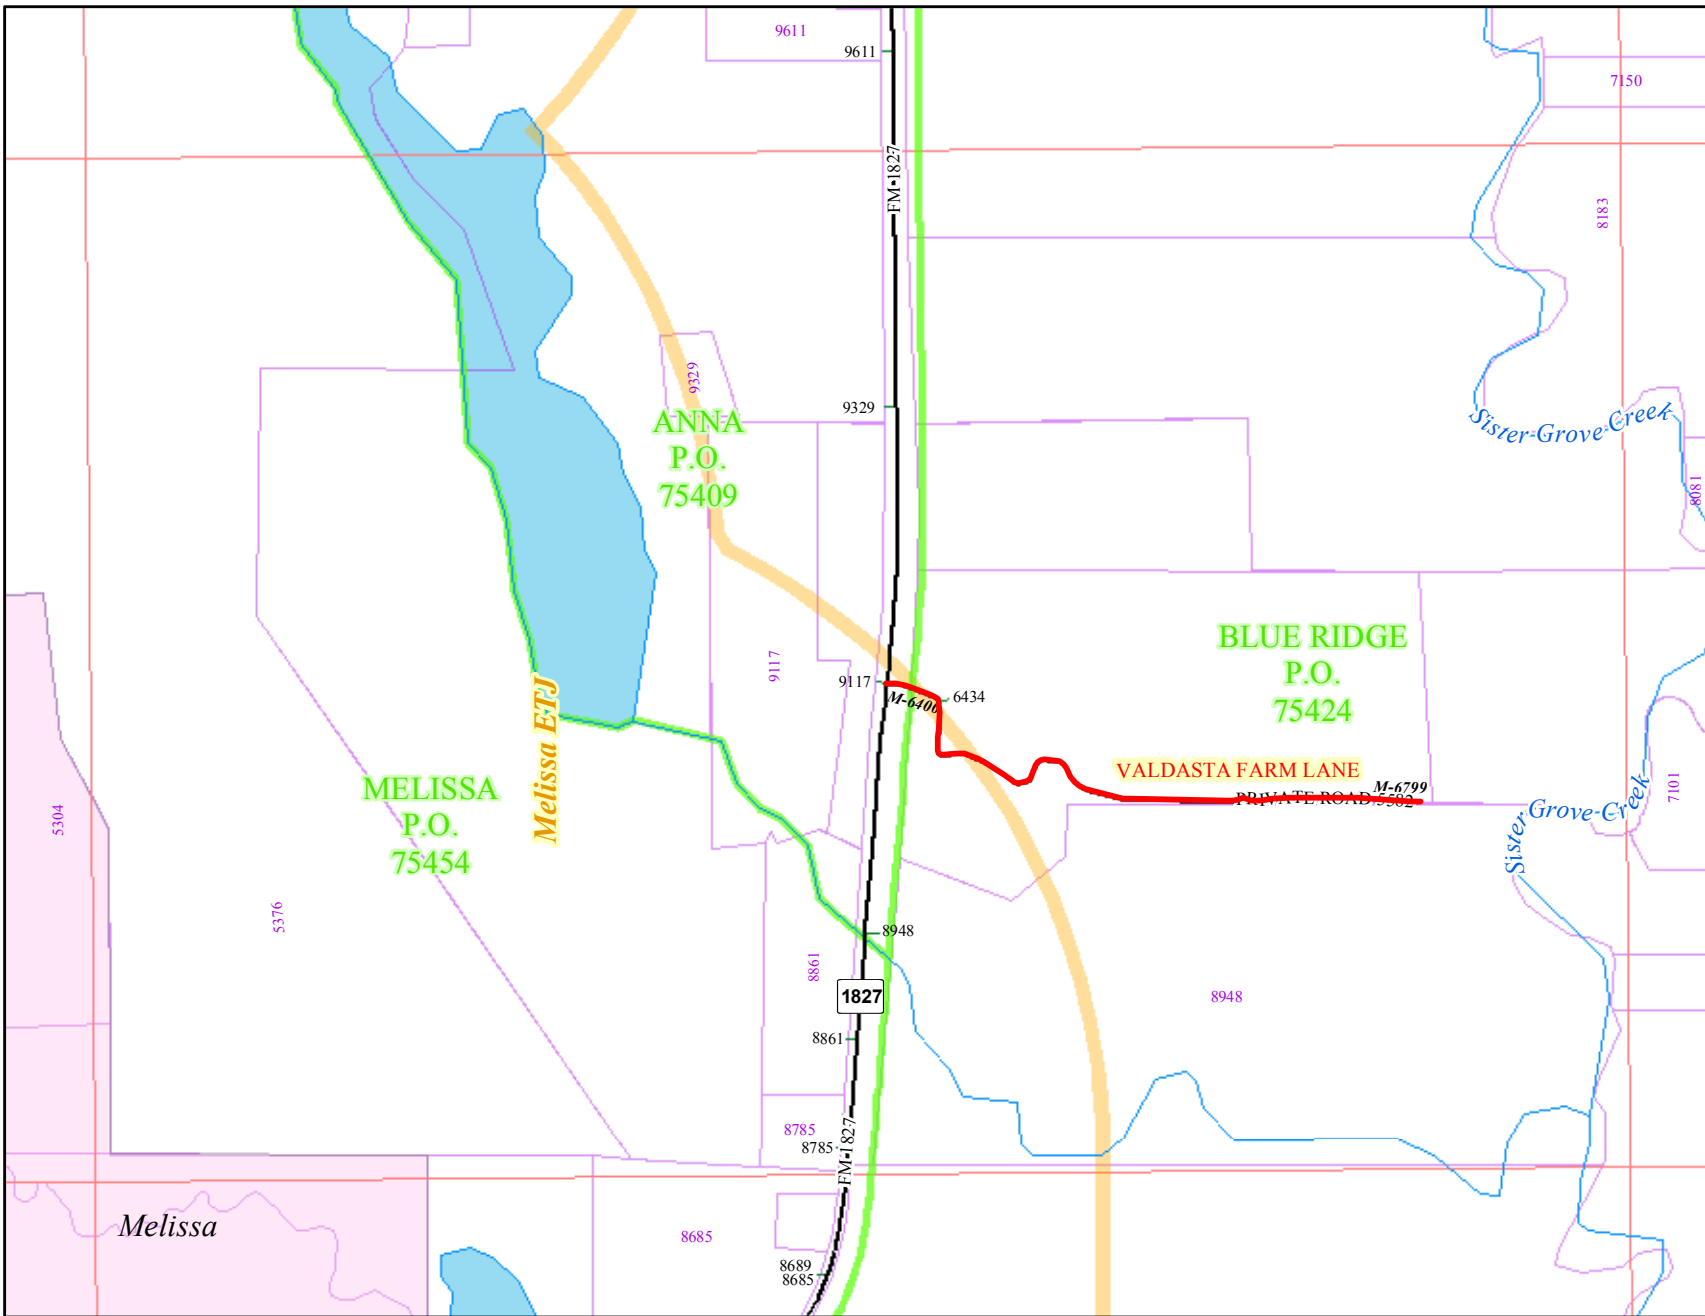 9611
9611
7150
FM-1827
8183
9329
9329
ANNA
P.O.
75409
Sister-Grove-Creek
8081
BLUE RIDGE
P.O.
75424
9117
9117
6434
M-6400
Melissa ETJ
VALDASTA FARM LANE
M-6799
PRIVATE ROAD 5582
MELISSA
P.O.
75454
5304
7101
Sister Grove-Creek
5376
8948
8861
1827
8948
8861
8785
8785
FM-1827
Melissa
8685
8689
8685